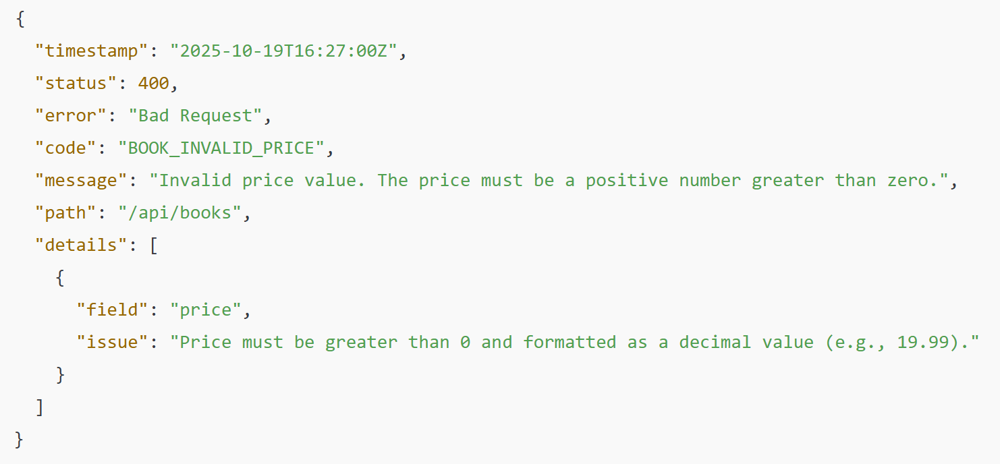 {
  "timestamp": "2025-10-19T16:27:00Z",
  "status": 400,
  "error": "Bad Request",
  "code": "BOOK_INVALID_PRICE",
  "message": "Invalid price value. The price must be a positive number greater than zero.",
  "path": "/api/books",
  "details": [
    {
      "field": "price",
      "issue": "Price must be greater than 0 and formatted as a decimal value (e.g., 19.99)."
    }
  ]
}